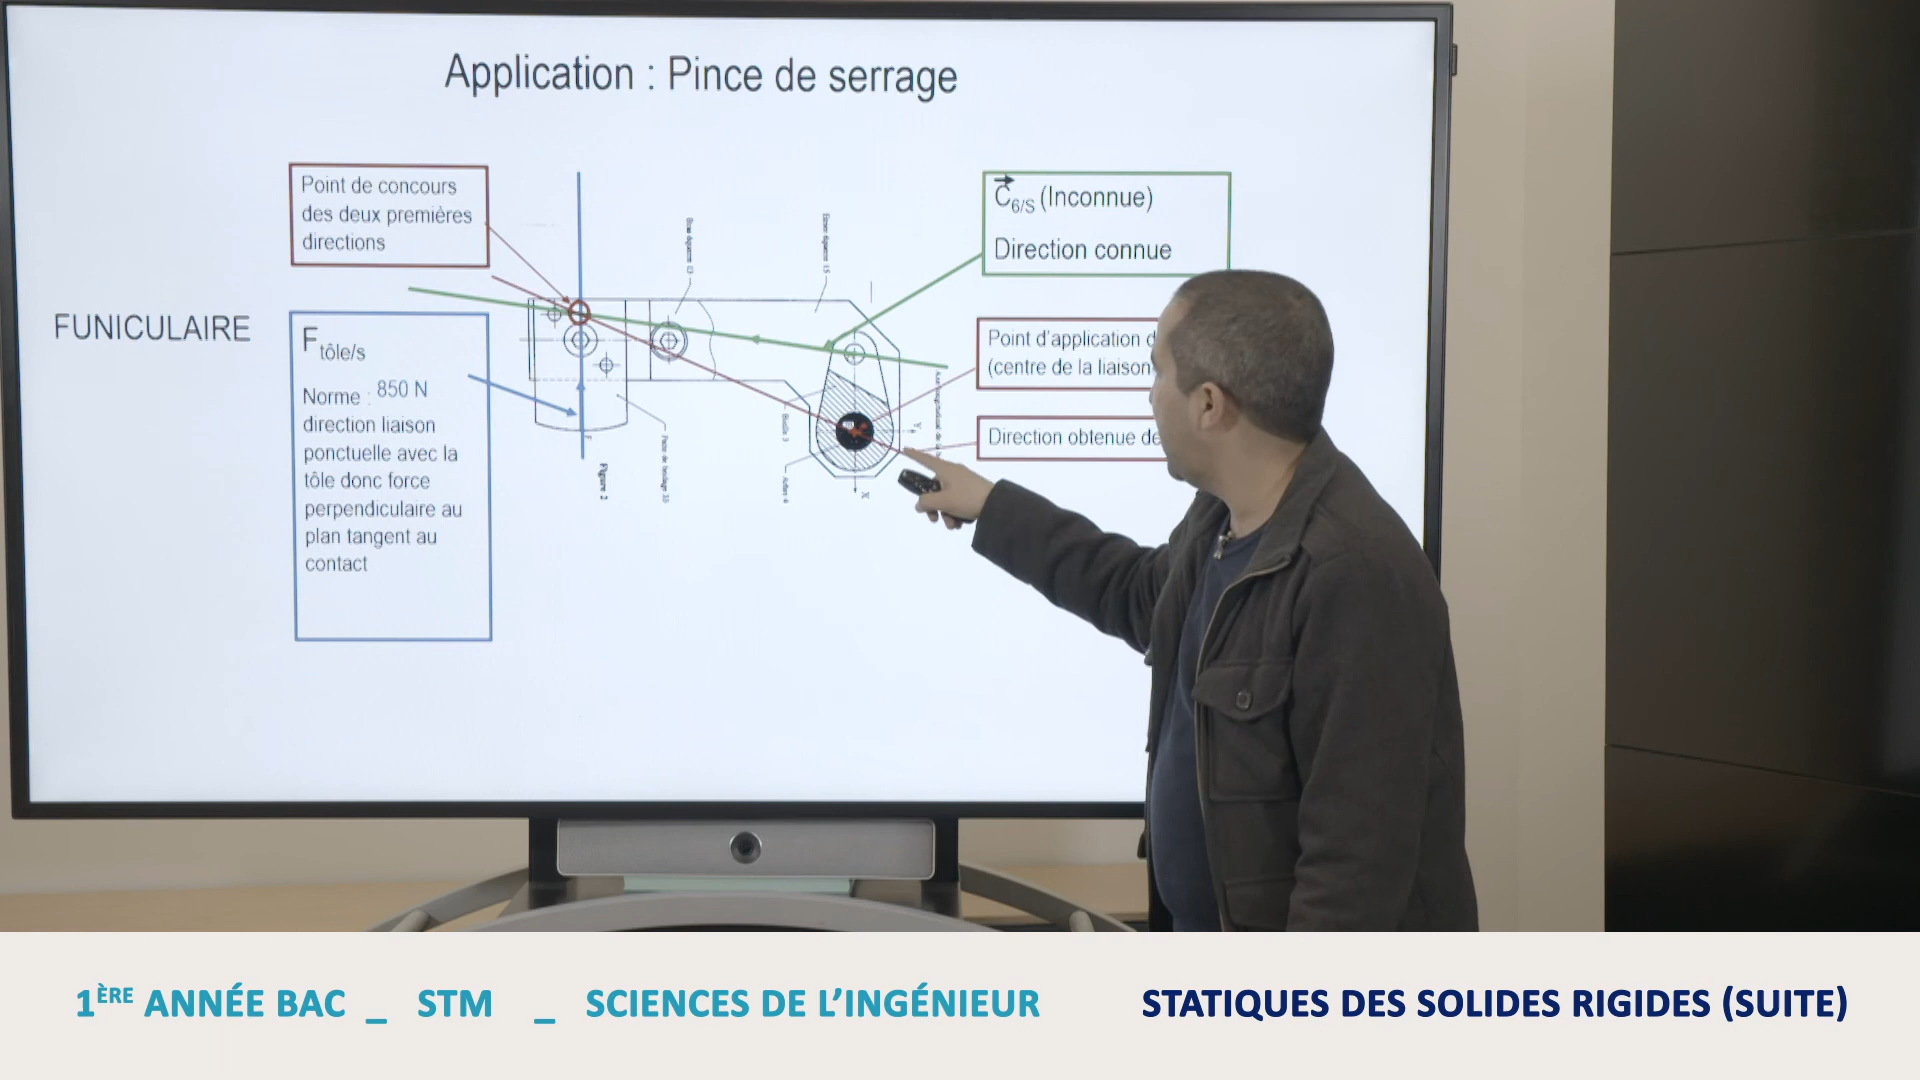 Application : Pince de serrage
Point de concours
des deux premières
directions
C6/S (Inconnue)
Direction connue
FUNICULAIRE
Ftôle/s
Norme : 850 N
direction liaison
ponctuelle avec la
tôle donc force
perpendiculaire au
plan tangent au
contact
Point d'application d
(centre de la liaison
Direction obtenue de
Figure 2
Y
X
1ÈRE ANNÉE BAC _ STM _ SCIENCES DE L'INGÉNIEUR
STATIQUES DES SOLIDES RIGIDES (SUITE)